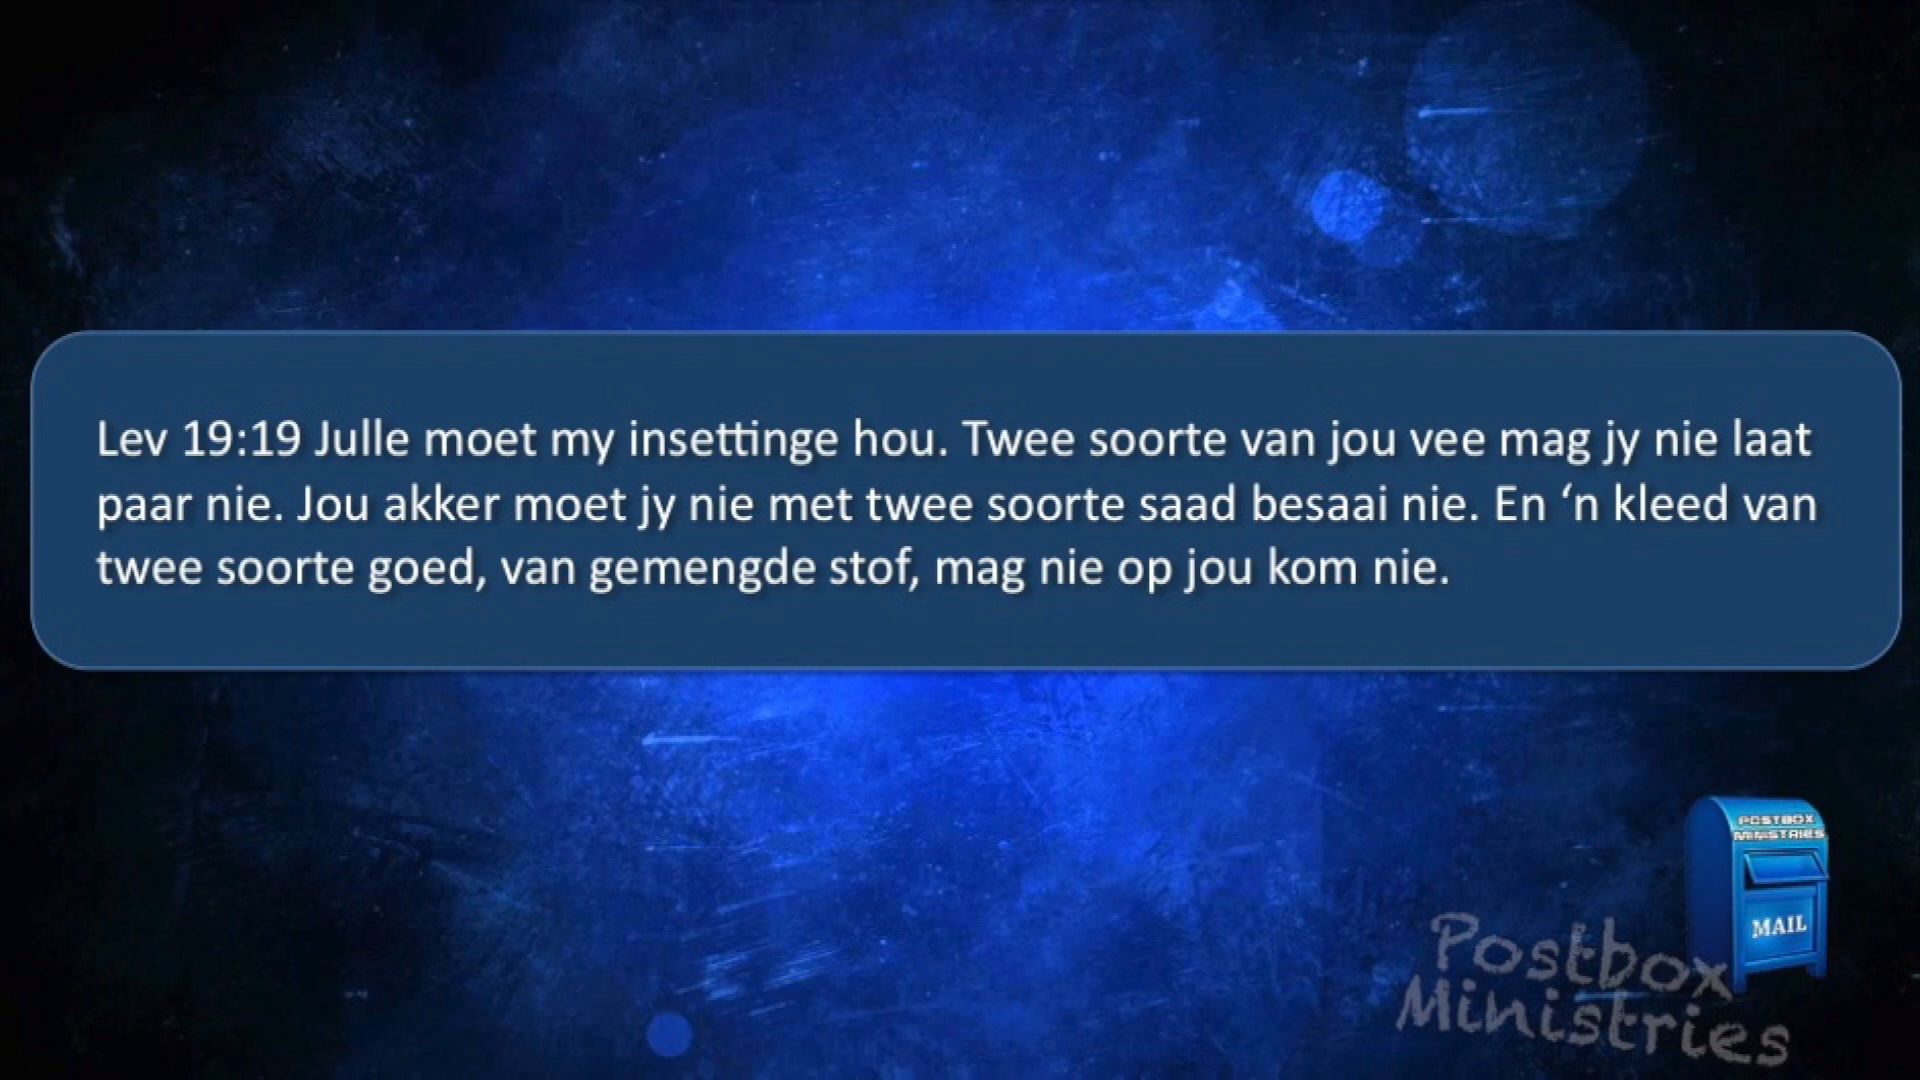 Lev 19:19 Julle moet my insettinge hou. Twee soorte van jou vee mag jy nie laat
paar nie. Jou akker moet jy nie met twee soorte saad besaai nie. En ‘n kleed van
twee soorte goed, van gemengde stof, mag nie op jou kom nie.
POSTBOX
MINISTRIES
MAIL
Postbox
Ministries